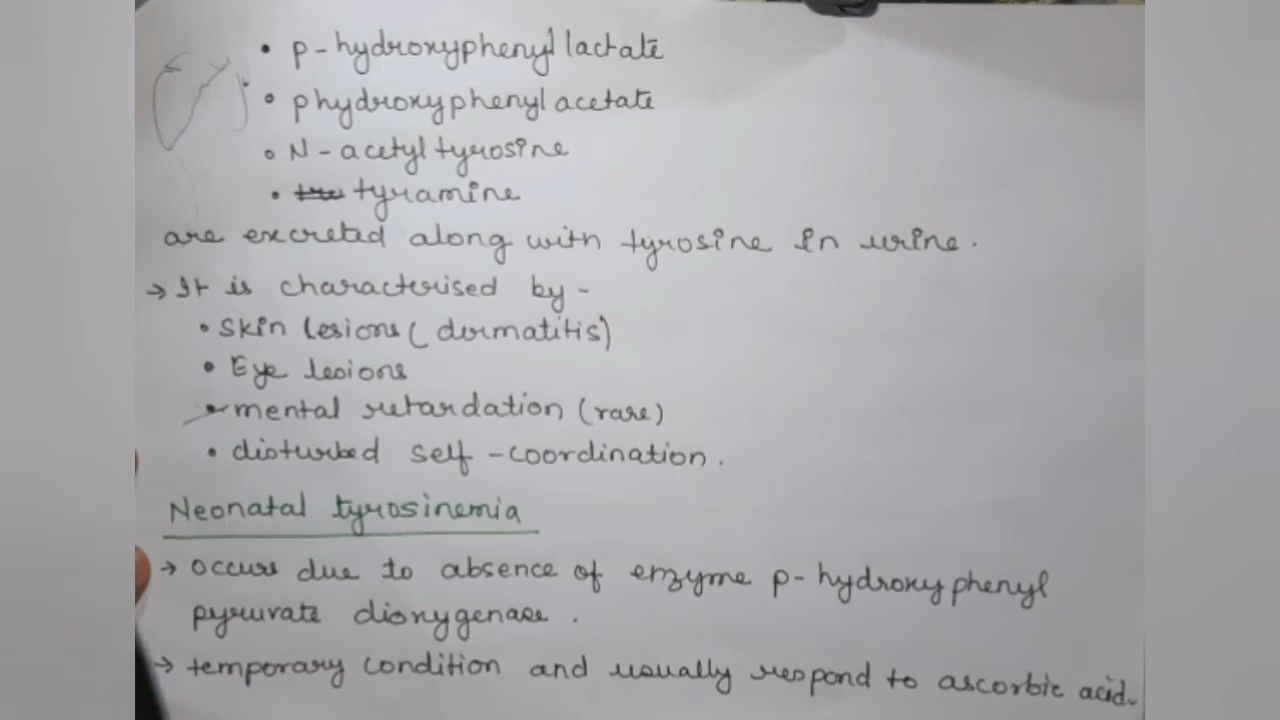 • p-hydroxyphenyl lactate
• phydroxyphenyl acetate
• N-acetyl tyrosine
• tyramine
are excreted along with tyrosine in urine.
→ It is characterised by -
• Skin lesions (dermatitis)
• Eye lesions
• mental retardation (rare)
• disturbed self-coordination.
Neonatal tyrosinemia
→ occurs due to absence of enzyme p-hydroxyphenyl
pyruvate dioxygenase.
→ temporary condition and usually respond to ascorbic acid.